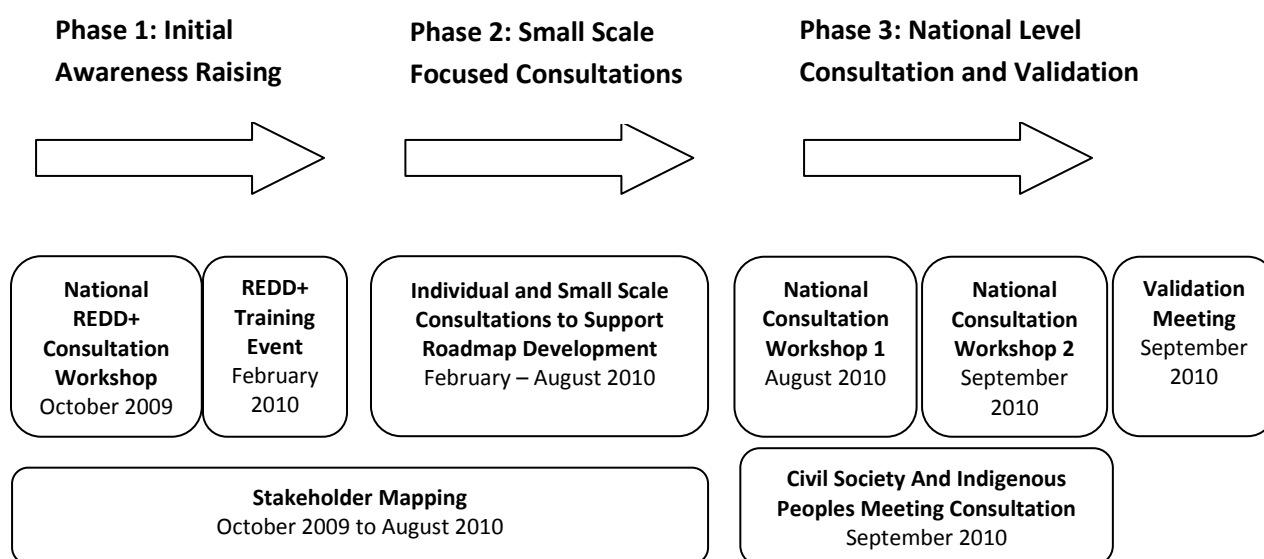 Phase 1: Initial
Awareness Raising
Phase 2: Small Scale
Focused Consultations
Phase 3: National Level
Consultation and Validation
National
REDD+
Consultation
Workshop
October 2009
REDD+
Training
Event
February
2010
Individual and Small Scale
Consultations to Support
Roadmap Development
February – August 2010
National
Consultation
Workshop 1
August 2010
National
Consultation
Workshop 2
September
2010
Validation
Meeting
September
2010
Stakeholder Mapping
October 2009 to August 2010
Civil Society And Indigenous
Peoples Meeting Consultation
September 2010